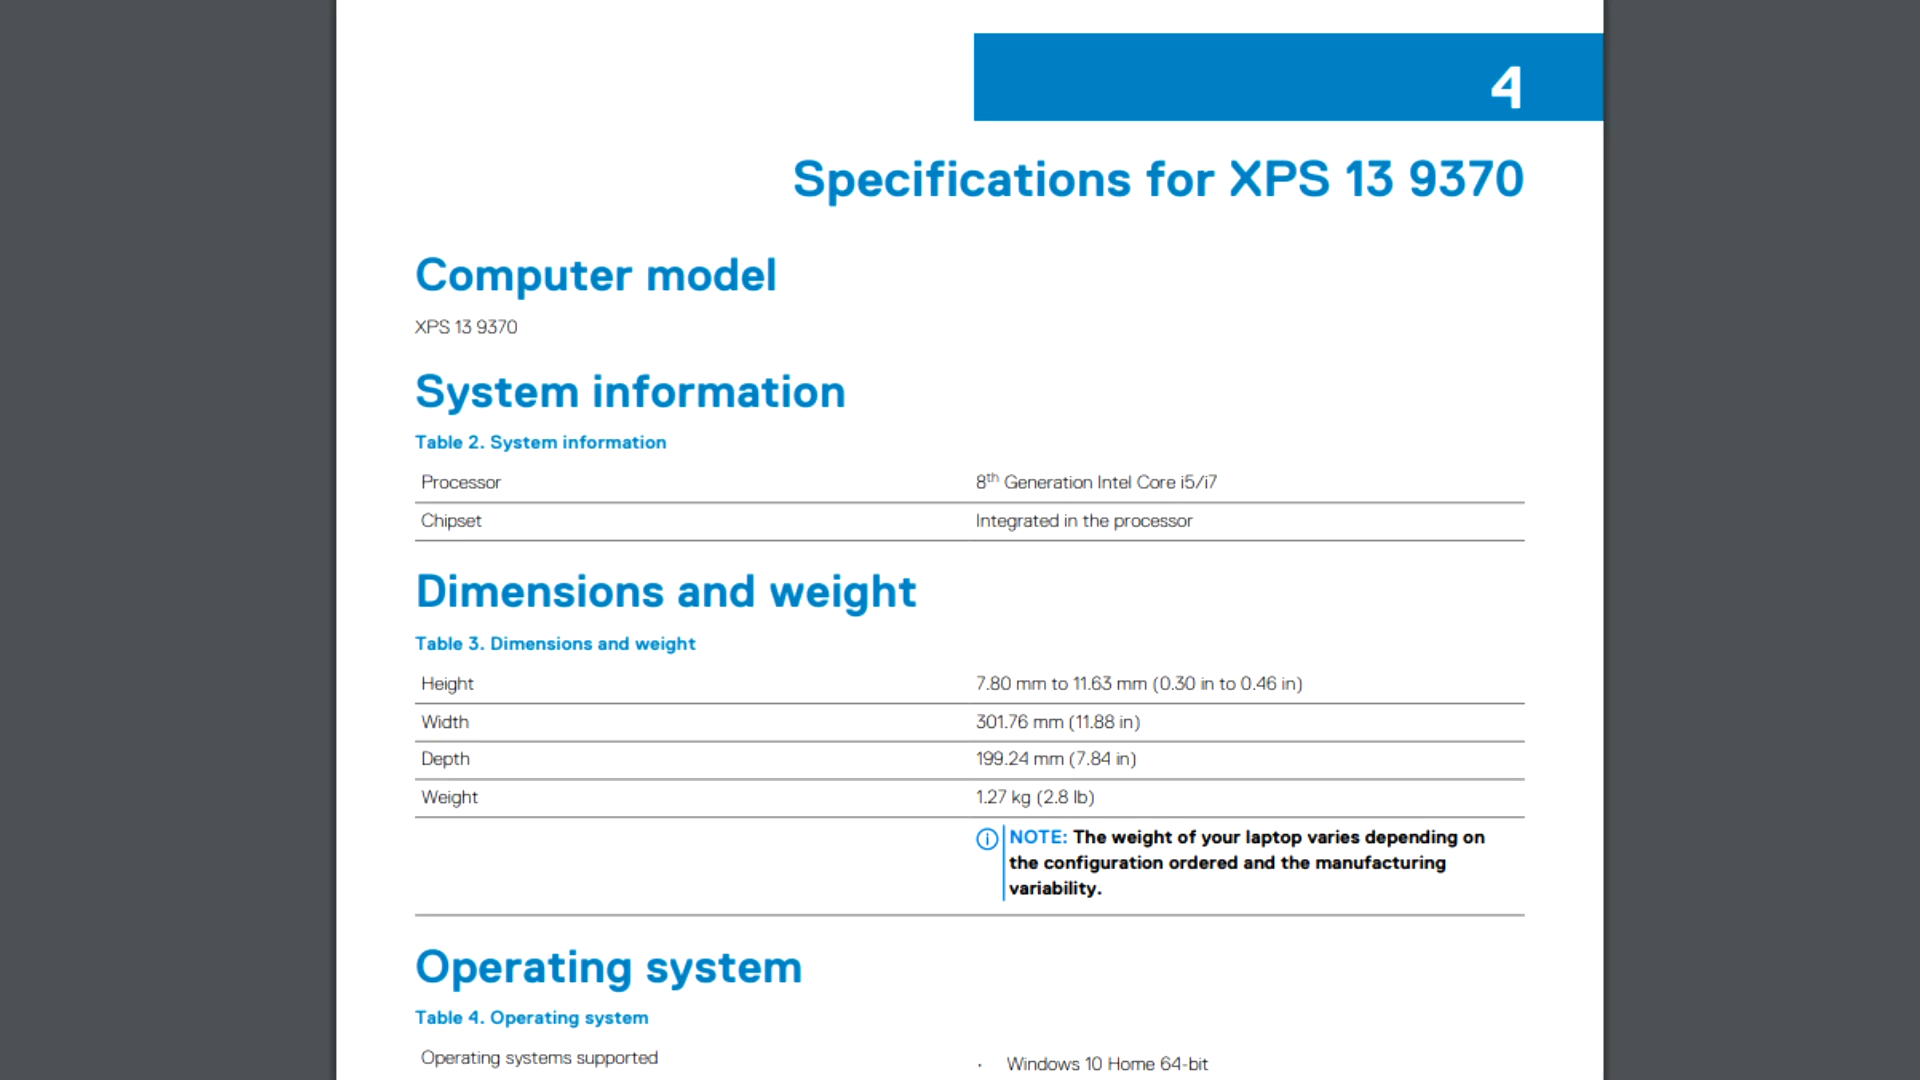 4
Specifications for XPS 13 9370
Computer model
XPS 13 9370
System information
Table 2. System information
Processor 8th Generation Intel Core i5/i7
Chipset Integrated in the processor
Dimensions and weight
Table 3. Dimensions and weight
Height 7.80 mm to 11.63 mm (0.30 in to 0.46 in)
Width 301.76 mm (11.88 in)
Depth 199.24 mm (7.84 in)
Weight 1.27 kg (2.8 lb)
NOTE: The weight of your laptop varies depending on
the configuration ordered and the manufacturing
variability.
Operating system
Table 4. Operating system
Operating systems supported
· Windows 10 Home 64-bit